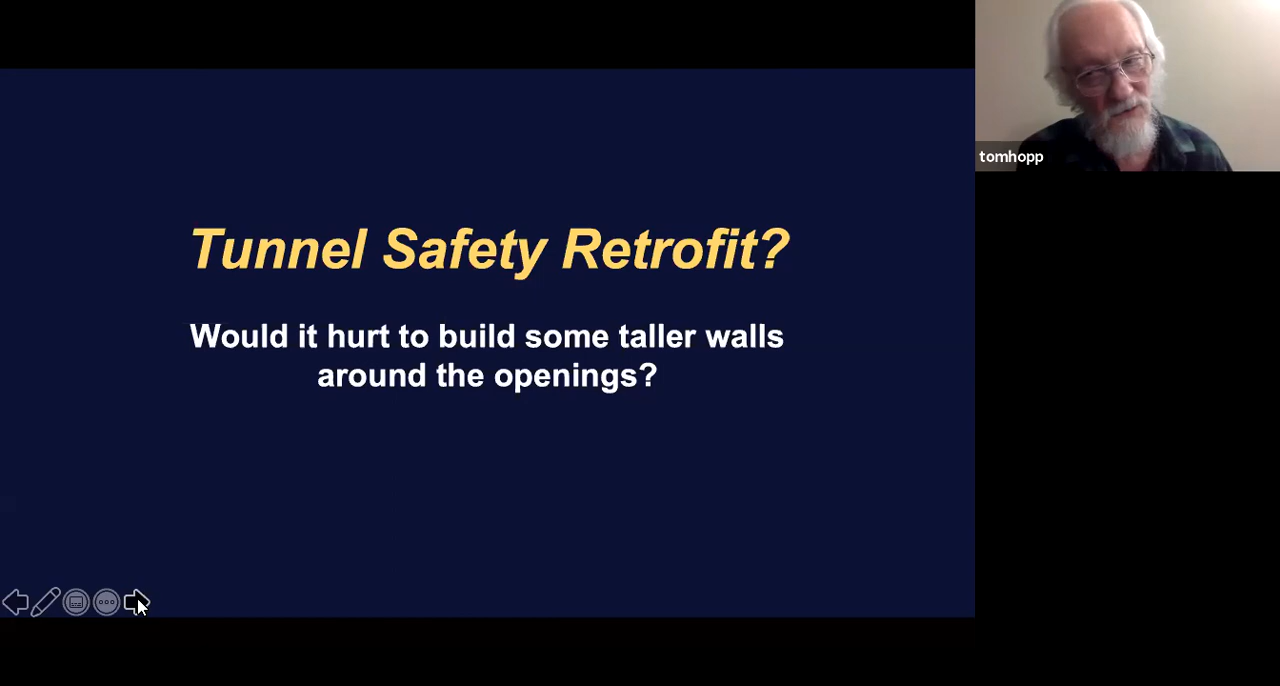 Tunnel Safety Retrofit?
Would it hurt to build some taller walls
around the openings?
tomhopp